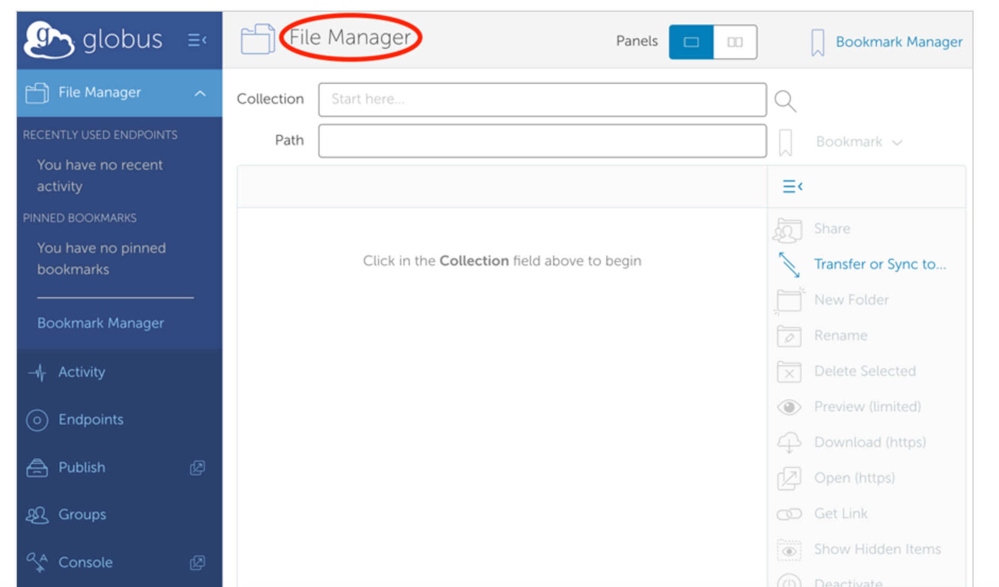 globus
File Manager
Panels
Bookmark Manager
File Manager
Collection
Start here...
RECENTLY USED ENDPOINTS
Path
Bookmark
You have no recent
activity
PINNED BOOKMARKS
You have no pinned
bookmarks
Bookmark Manager
Activity
Endpoints
Publish
Groups
Console
Click in the Collection field above to begin
Share
Transfer or Sync to...
New Folder
Rename
Delete Selected
Preview (limited)
Download (https)
Open (https)
Get Link
Show Hidden Items
Deactivate